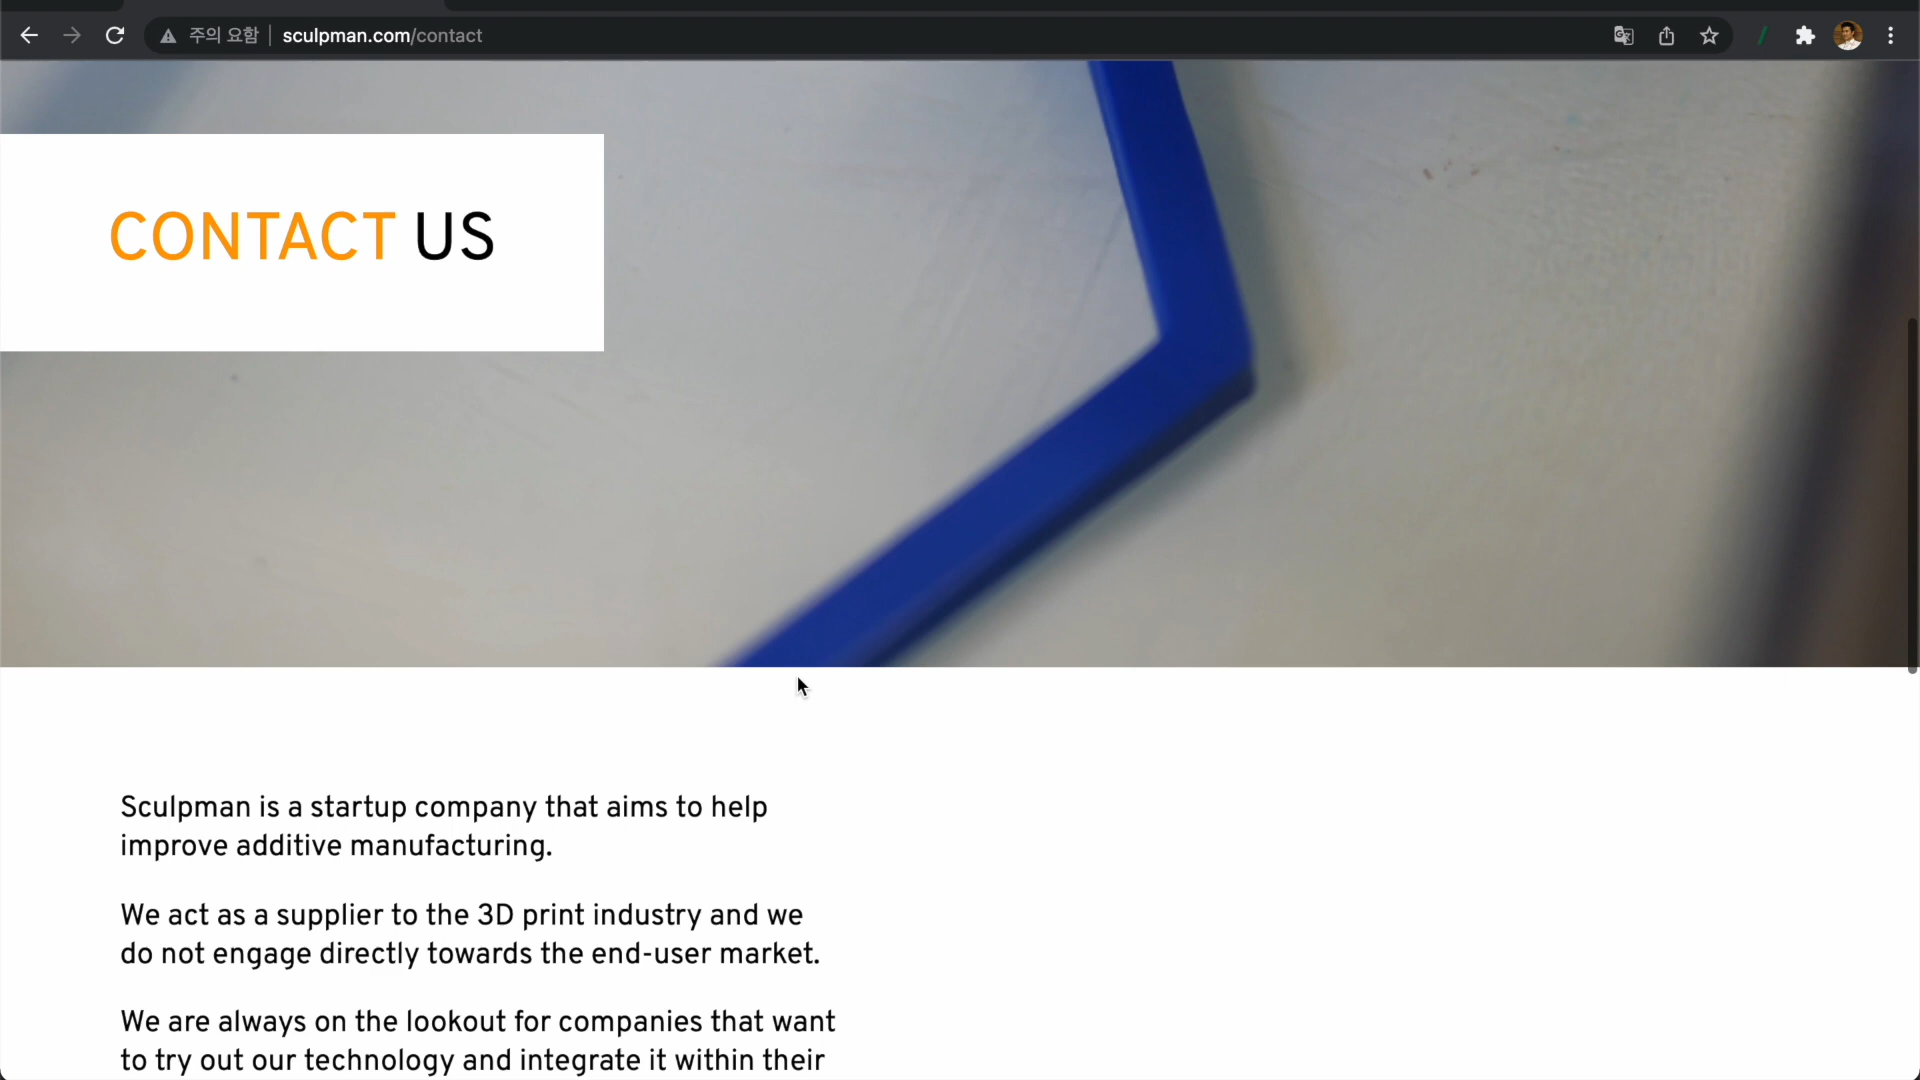 주의 요함 sculpman.com/contact
CONTACT US
Sculpman is a startup company that aims to help
improve additive manufacturing.
We act as a supplier to the 3D print industry and we
do not engage directly towards the end-user market.
We are always on the lookout for companies that want
to try out our technology and integrate it within their